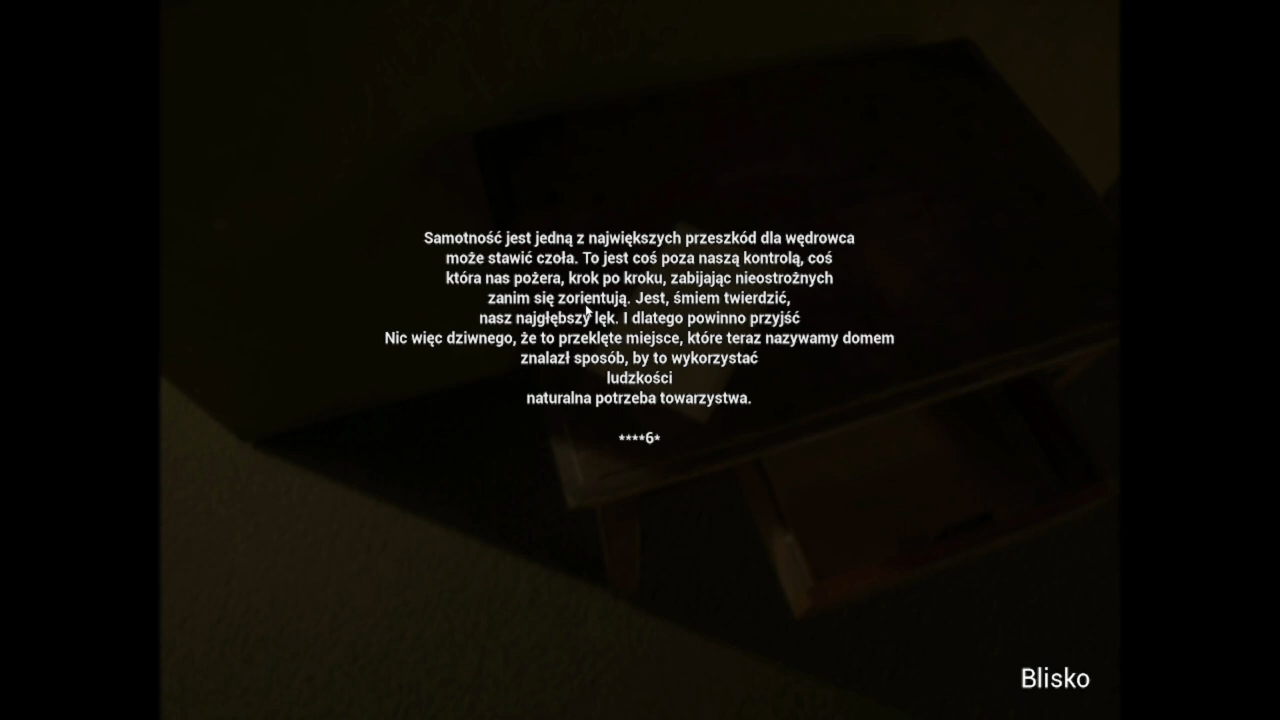 Samotność jest jedną z największych przeszkód dla wędrowca
może stawić czoła. To jest coś poza naszą kontrolą, coś
która nas pożera, krok po kroku, zabijając nieostrożnych
zanim się zorientują. Jest, śmiem twierdzić,
nasz najgłębszy lęk. I dlatego powinno przyjść
Nic więc dziwnego, że to przeklęte miejsce, które teraz nazywamy domem
znalazł sposób, by to wykorzystać
ludzkości
naturalna potrzeba towarzystwa.
****6*
Blisko